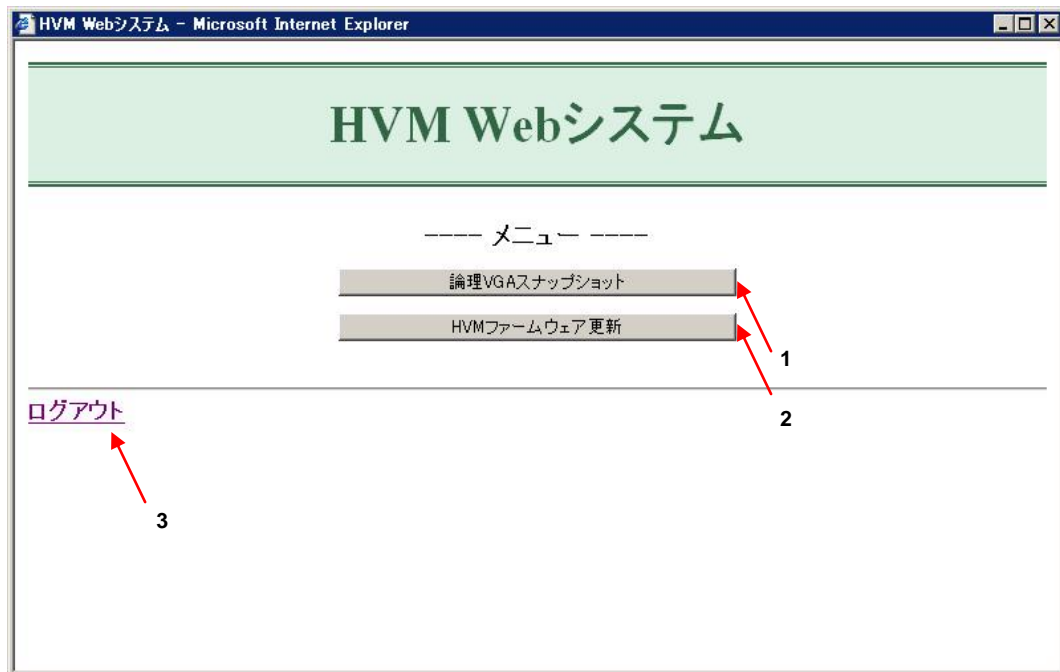 HVM Webシステム - Microsoft Internet Explorer
HVM Webシステム
---- メニュー ----
論理VGAスナップショット
HVMファームウェア更新
1
ログアウト
2
3